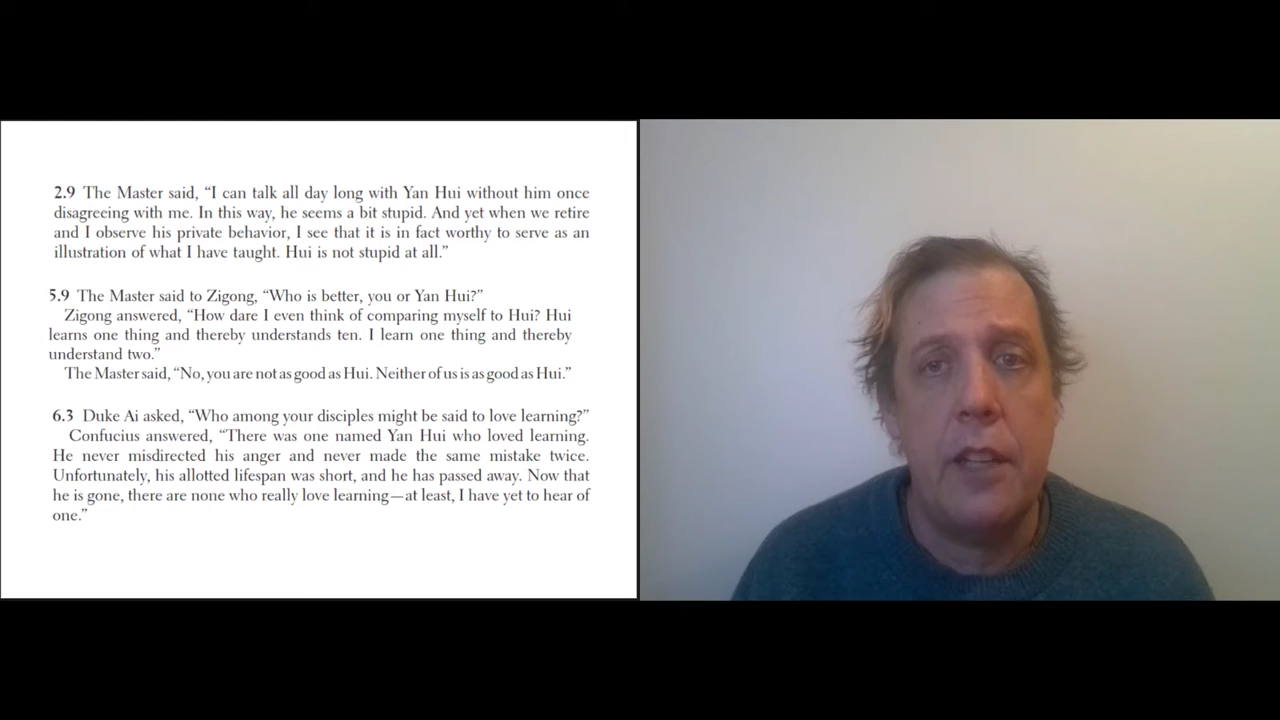 2.9 The Master said, “I can talk all day long with Yan Hui without him once
disagreeing with me. In this way, he seems a bit stupid. And yet when we retire
and I observe his private behavior, I see that it is in fact worthy to serve as an
illustration of what I have taught. Hui is not stupid at all.”
5.9 The Master said to Zigong, “Who is better, you or Yan Hui?”
Zigong answered, “How dare I even think of comparing myself to Hui? Hui
learns one thing and thereby understands ten. I learn one thing and thereby
understand two.”
The Master said, “No, you are not as good as Hui. Neither of us is as good as Hui.”
6.3 Duke Ai asked, “Who among your disciples might be said to love learning?”
Confucius answered, “There was one named Yan Hui who loved learning.
He never misdirected his anger and never made the same mistake twice.
Unfortunately, his allotted lifespan was short, and he has passed away. Now that
he is gone, there are none who really love learning—at least, I have yet to hear of
one.”